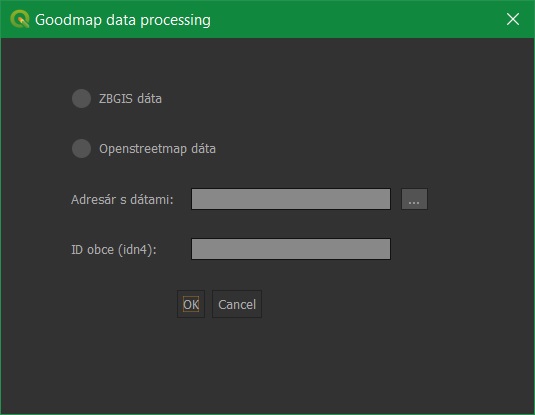 Goodmap data processing
ZBGIS dáta
Openstreetmap dáta
Adresár s dátami:
...
ID obce (idn4):
OK Cancel